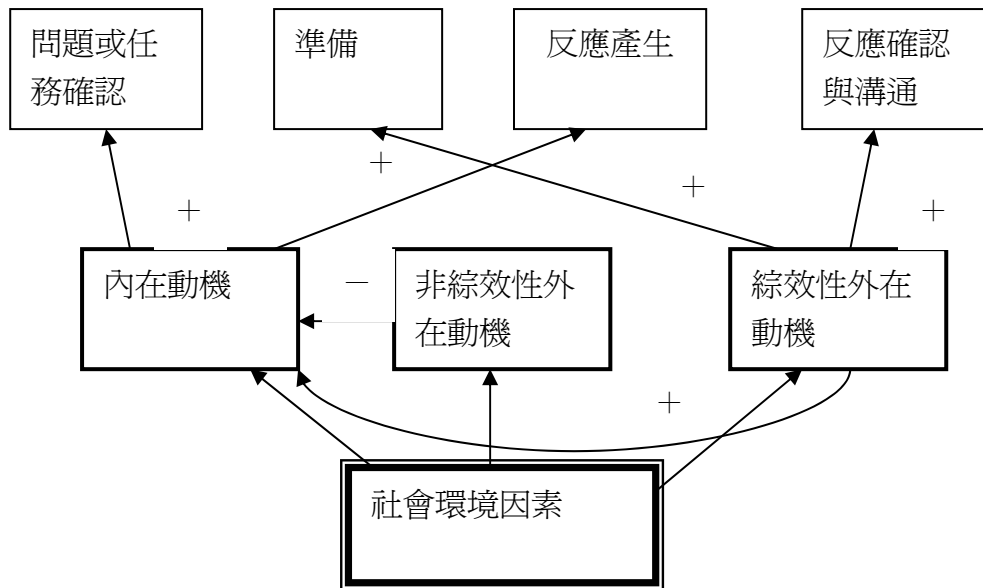 問題或任
務確認
準備
反應產生
反應確認
與溝通
＋
＋
＋
＋
內在動機
－
非綜效性外
在動機
綜效性外在
動機
＋
社會環境因素